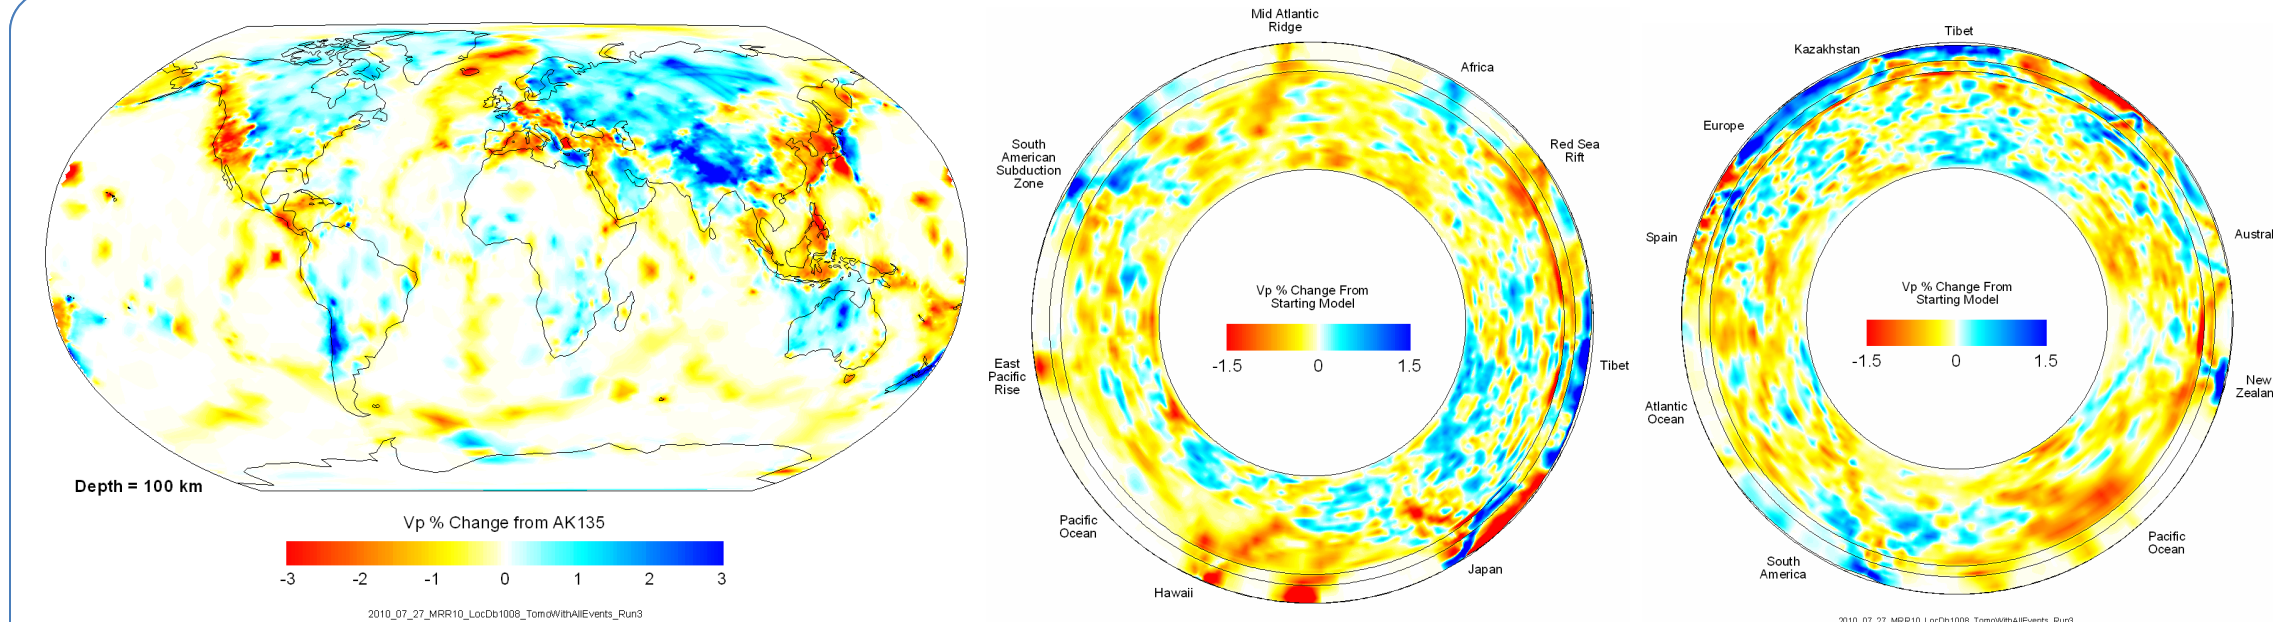 Depth = 100 km
Vp % Change from AK135
-3 -2 -1 0 1 2 3
2010_07_27_MRR10_LocDb1008_TomoWithAllEvents_Run3
Mid Atlantic
Ridge
Africa
Red Sea
Rift
Tibet
Japan
Hawaii
Pacific
Ocean
East
Pacific
Rise
South
American
Subduction
Zone
Vp % Change From
Starting Model
-1.5 0 1.5
Tibet
Kazakhstan
Europe
Spain
Atlantic
Ocean
South
America
Pacific
Ocean
New
Zealan
Austral
Vp % Change From
Starting Model
-1.5 0 1.5
2010_07_27_MRR10_LocDb1008_TomoWithAllEvents_Run3